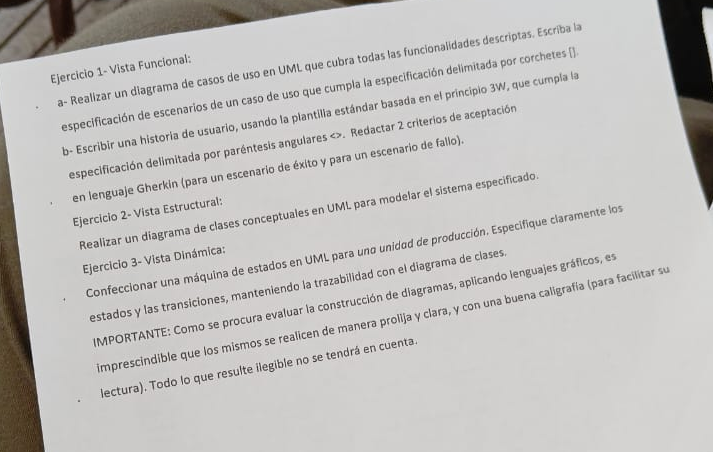 Ejercicio 1- Vista Funcional:
a- Realizar un diagrama de casos de uso en UML que cubra todas las funcionalidades descriptas. Escriba la
especificación de escenarios de un caso de uso que cumpla la especificación delimitada por corchetes [].
b- Escribir una historia de usuario, usando la plantilla estándar basada en el principio 3W, que cumpla la
especificación delimitada por paréntesis angulares <>. Redactar 2 criterios de aceptación
en lenguaje Gherkin (para un escenario de éxito y para un escenario de fallo).
Ejercicio 2- Vista Estructural:
Realizar un diagrama de clases conceptuales en UML para modelar el sistema especificado.
Ejercicio 3- Vista Dinámica:
Confeccionar una máquina de estados en UML para una unidad de producción. Especifique claramente los
estados y las transiciones, manteniendo la trazabilidad con el diagrama de clases.
IMPORTANTE: Como se procura evaluar la construcción de diagramas, aplicando lenguajes gráficos, es
imprescindible que los mismos se realicen de manera prolija y clara, y con una buena caligrafía (para facilitar su
lectura). Todo lo que resulte ilegible no se tendrá en cuenta.